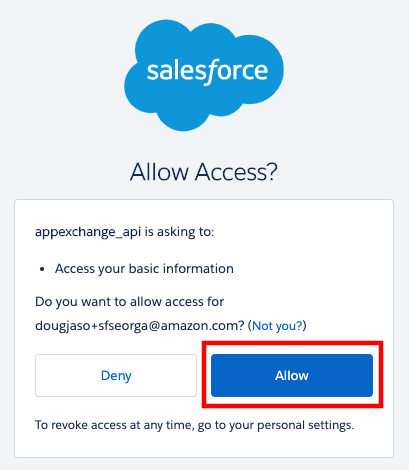 salesforce
Allow Access?
appexchange_api is asking to:
• Access your basic information
Do you want to allow access for
dougjaso+sfseorga@amazon.com? (Not you?)
Deny
Allow
To revoke access at any time, go to your personal settings.